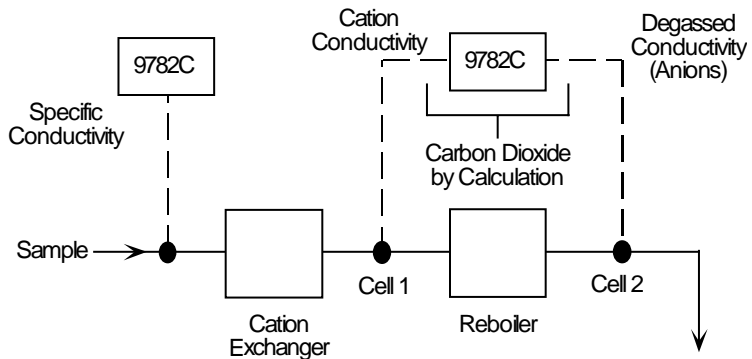 Cation
Conductivity
Degassed
Conductivity
(Anions)
9782C
9782C
Specific
Conductivity
Carbon Dioxide
by Calculation
Sample
Cell 1
Cell 2
Cation
Exchanger
Reboiler